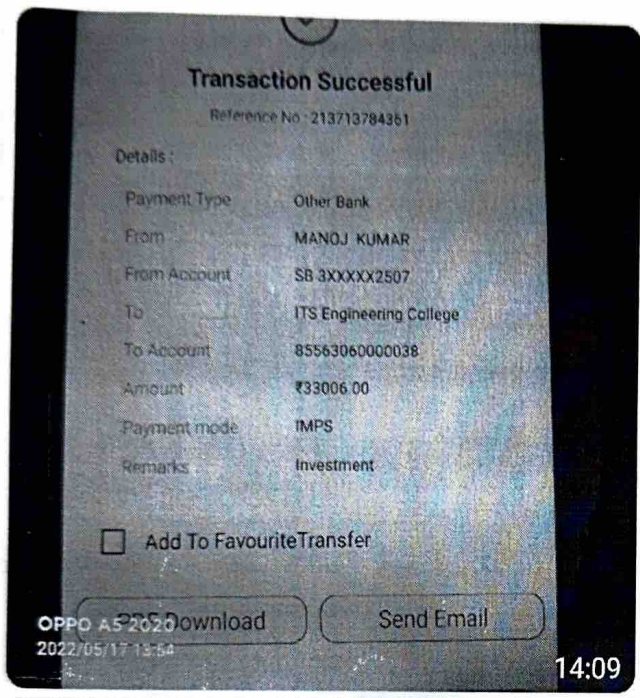 Transaction Successful
Reference No : 213713784361
Details :
Payment Type Other Bank
From MANOJ KUMAR
From Account SB 3XXXXX2507
To ITS Engineering College
To Account 85563060000038
Amount ₹33006.00
Payment mode IMPS
Remarks Investment
Add To FavouriteTransfer
PDF Download Send Email
OPPO A5 2020
2022/05/17 13:54
14:09